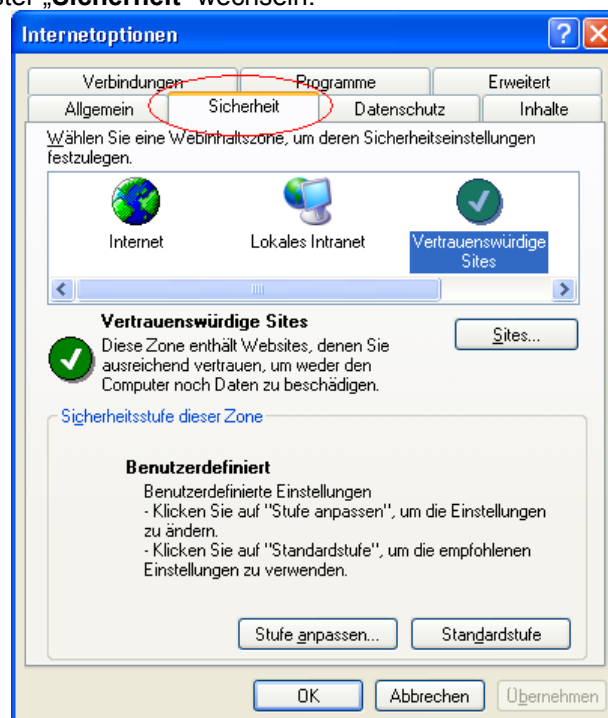 ster „Sicherheit" wechseln.
Internetoptionen
Verbindungen Programme Erweitert
Allgemein Sicherheit Datenschutz Inhalte
Wählen Sie eine Webinhaltszone, um deren Sicherheitseinstellungen
festzulegen.
Internet Lokales Intranet Vertrauenswürdige
Sites
Vertrauenswürdige Sites
Diese Zone enthält Websites, denen Sie
ausreichend vertrauen, um weder den
Computer noch Daten zu beschädigen.
Sites...
Sicherheitsstufe dieser Zone
Benutzerdefiniert
Benutzerdefinierte Einstellungen
- Klicken Sie auf "Stufe anpassen", um die Einstellungen
zu ändern.
- Klicken Sie auf "Standardstufe", um die empfohlenen
Einstellungen zu verwenden.
Stufe anpassen... Standardstufe
OK Abbrechen Übernehmen